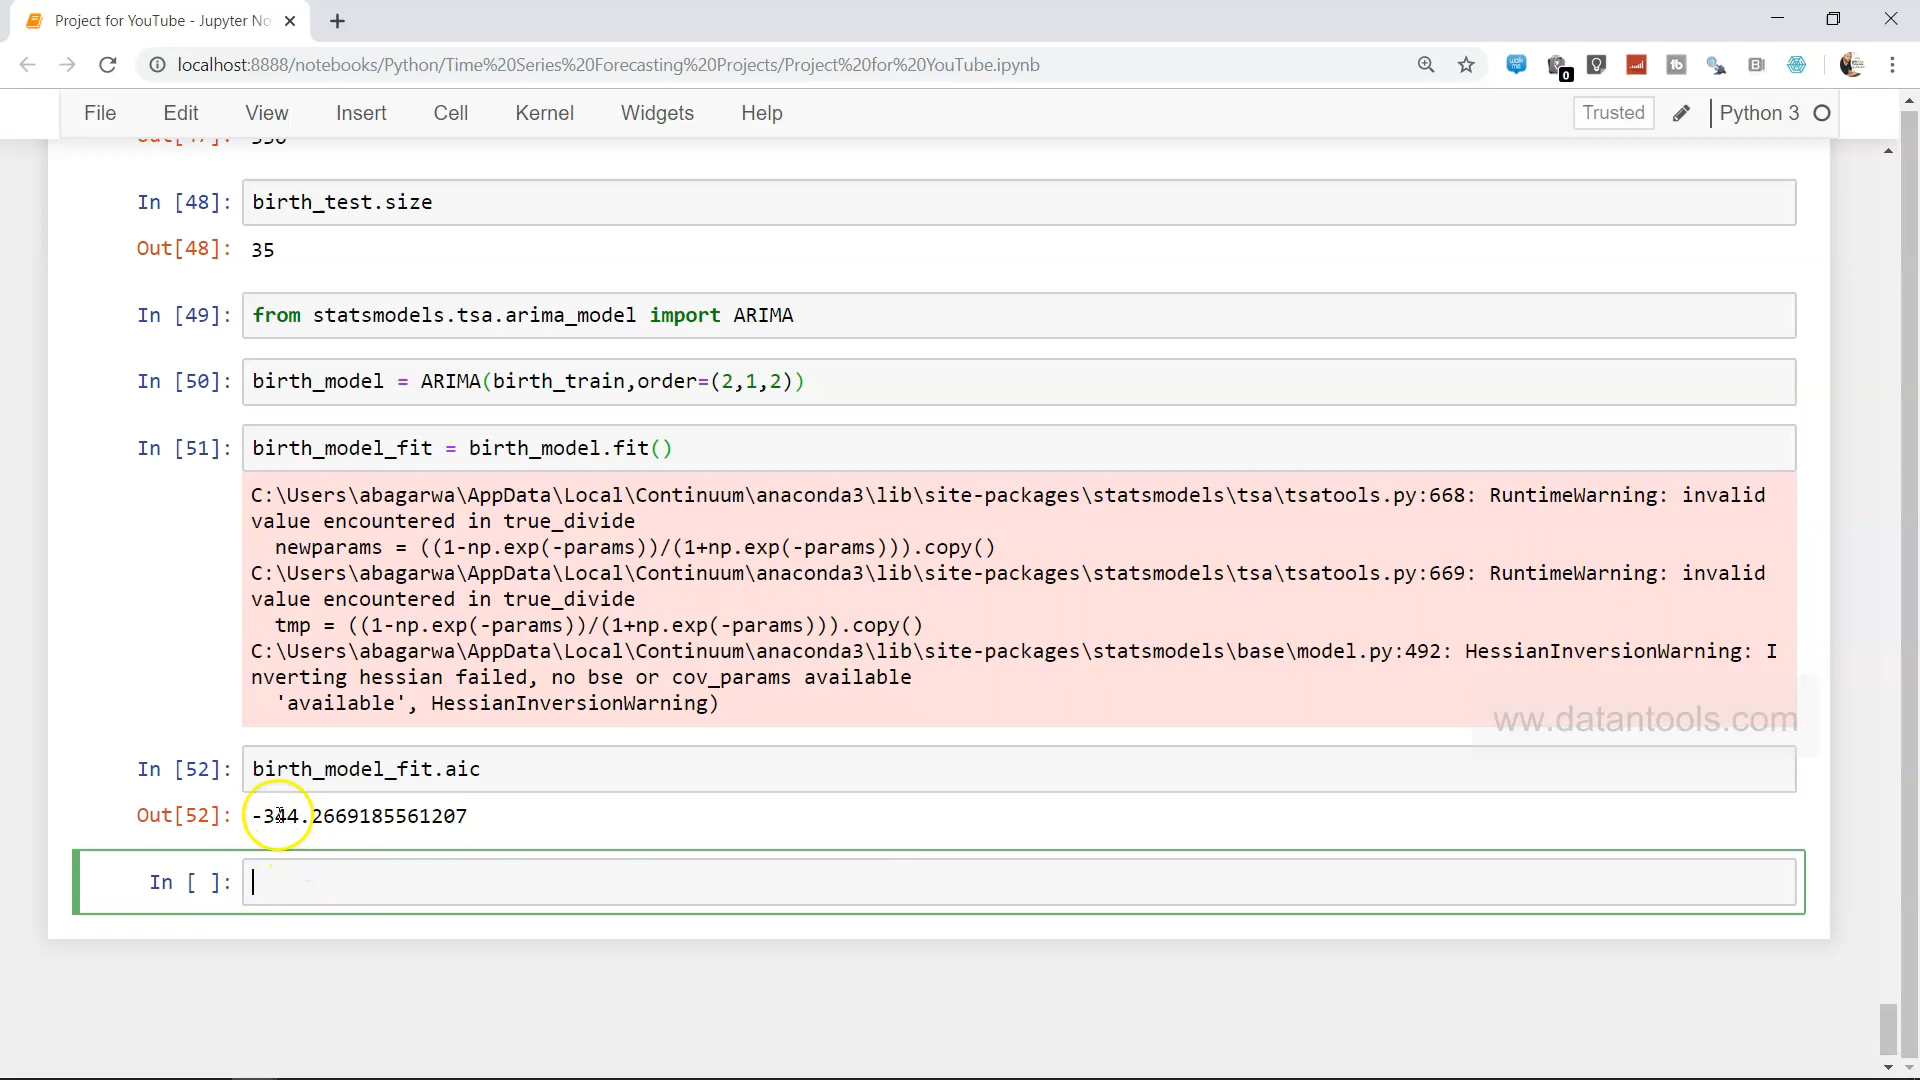 Project for YouTube - Jupyter No
localhost:8888/notebooks/Python/Time%20Series%20Forecasting%20Projects/Project%20for%20YouTube.ipynb
0
tb
B
File Edit View Insert Cell Kernel Widgets Help Trusted Python 3
In [48]: birth_test.size
Out[48]: 35
In [49]: from statsmodels.tsa.arima_model import ARIMA
In [50]: birth_model = ARIMA(birth_train,order=(2,1,2))
In [51]: birth_model_fit = birth_model.fit()
C:\Users\abagarwa\AppData\Local\Continuum\anaconda3\lib\site-packages\statsmodels\tsa\tsatools.py:668: RuntimeWarning: invalid
value encountered in true_divide
newparams = ((1-np.exp(-params))/(1+np.exp(-params))).copy()
C:\Users\abagarwa\AppData\Local\Continuum\anaconda3\lib\site-packages\statsmodels\tsa\tsatools.py:669: RuntimeWarning: invalid
value encountered in true_divide
tmp = ((1-np.exp(-params))/(1+np.exp(-params))).copy()
C:\Users\abagarwa\AppData\Local\Continuum\anaconda3\lib\site-packages\statsmodels\base\model.py:492: HessianInversionWarning: I
nverting hessian failed, no bse or cov_params available
'available', HessianInversionWarning)
ww.datantools.com
In [52]: birth_model_fit.aic
Out[52]: -344.2669185561207
In [ ]: